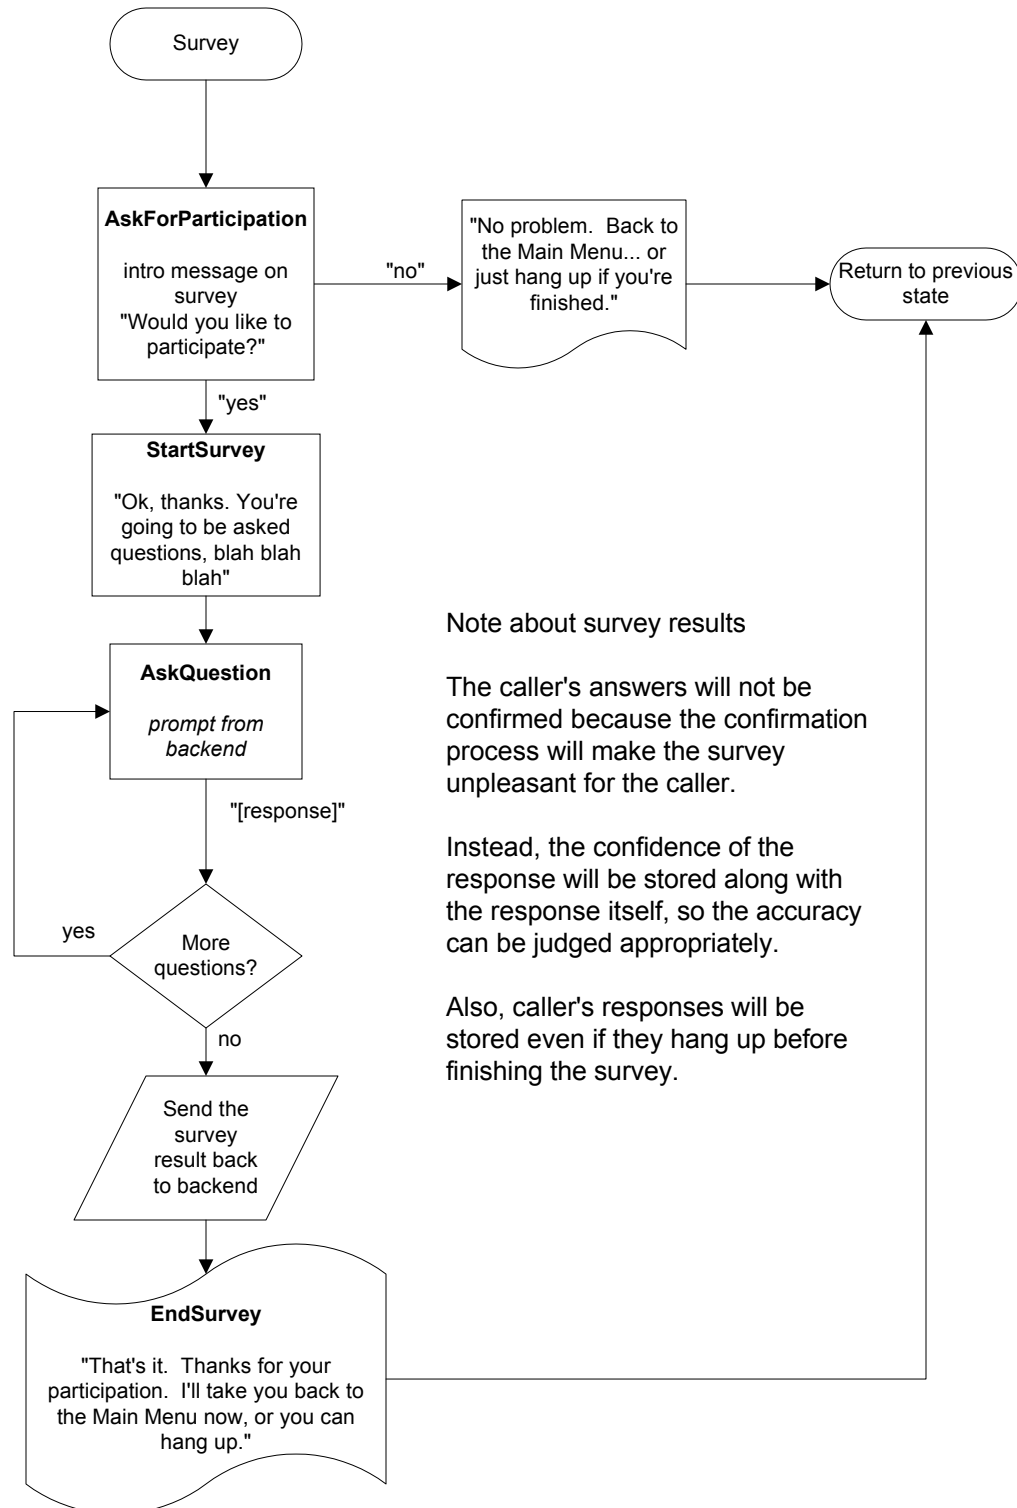 Survey
AskForParticipation
intro message on
survey
"Would you like to
participate?"
"no"
"No problem.  Back to
the Main Menu... or
just hang up if you're
finished."
Return to previous
state
"yes"
StartSurvey
"Ok, thanks. You're
going to be asked
questions, blah blah
blah"
AskQuestion
prompt from
backend
"[response]"
More
questions?
yes
no
Send the
survey
result back
to backend
EndSurvey
"That's it.  Thanks for your
participation.  I'll take you back to
the Main Menu now, or you can
hang up."
Note about survey results
The caller's answers will not be
confirmed because the confirmation
process will make the survey
unpleasant for the caller.
Instead, the confidence of the
response will be stored along with
the response itself, so the accuracy
can be judged appropriately.
Also, caller's responses will be
stored even if they hang up before
finishing the survey.